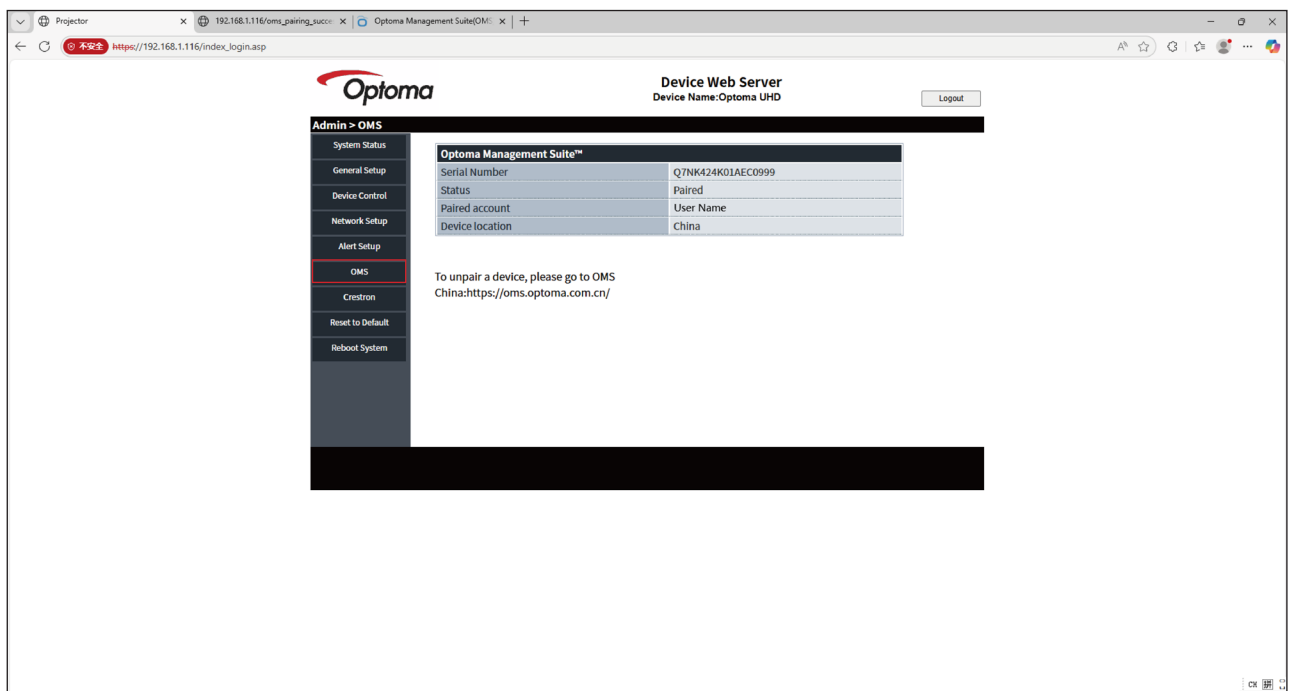 Projector
192.168.1.116/oms_pairing_succe
Optoma Management Suite(OMS
不安全 https://192.168.1.116/index_login.asp
Optoma
Device Web Server
Device Name:Optoma UHD
Logout
Admin > OMS
System Status
General Setup
Device Control
Network Setup
Alert Setup
OMS
Crestron
Reset to Default
Reboot System
Optoma Management Suite™
Serial Number Q7NK424K01AEC0999
Status Paired
Paired account User Name
Device location China
To unpair a device, please go to OMS
China:https://oms.optoma.com.cn/
CH 拼